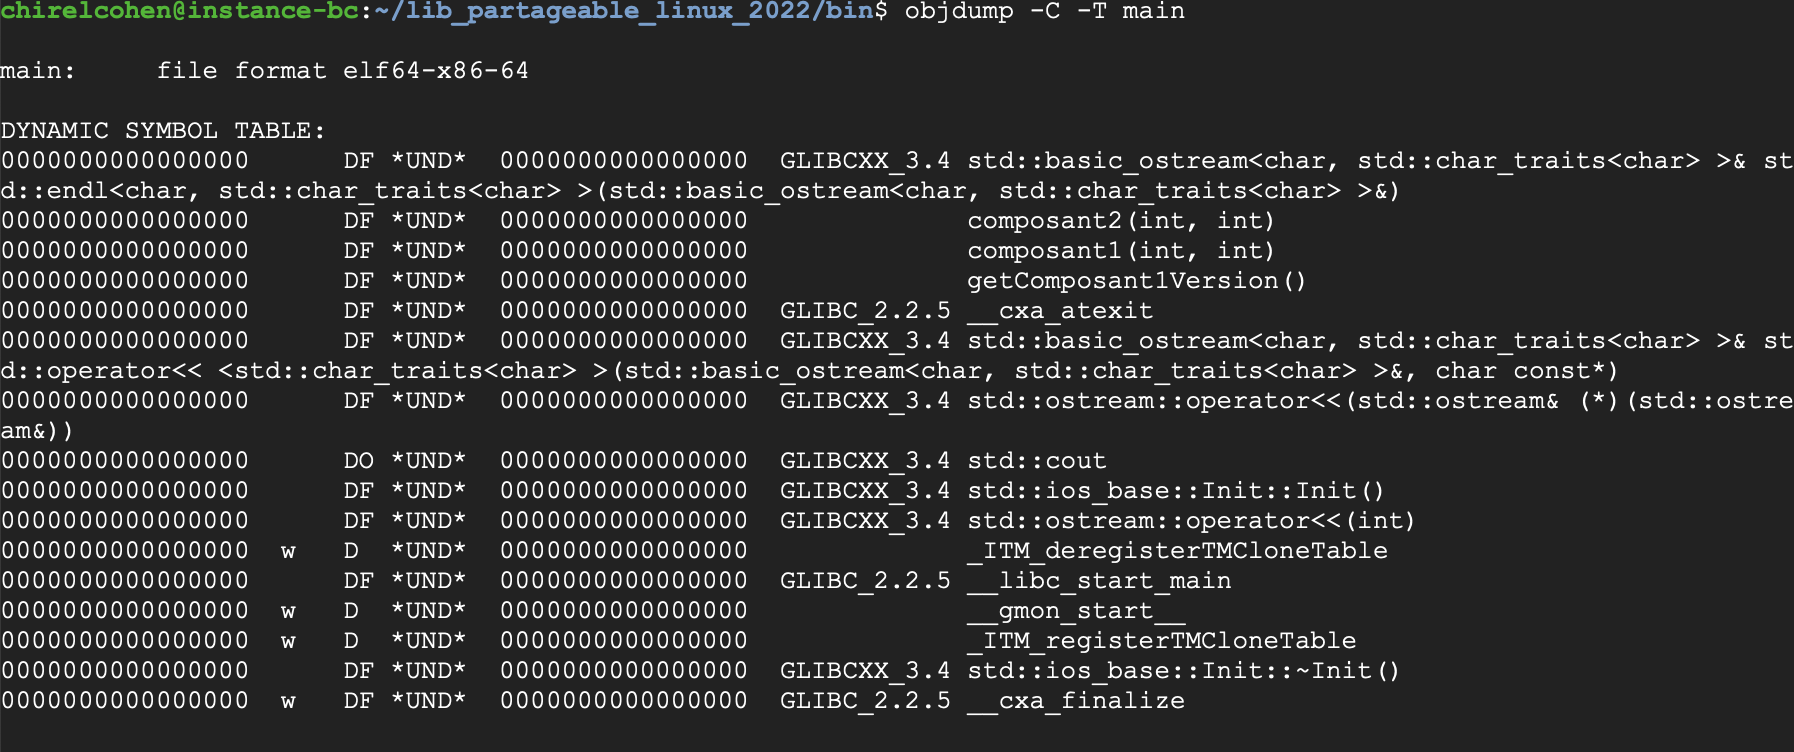 chirelcohen@instance-bc:~/lib_partageable_linux_2022/bin$ objdump -C -T main
main:     file format elf64-x86-64
DYNAMIC SYMBOL TABLE:
0000000000000000      DF *UND*  0000000000000000  GLIBCXX_3.4 std::basic_ostream<char, std::char_traits<char> >& st
d::endl<char, std::char_traits<char> >(std::basic_ostream<char, std::char_traits<char> >&)
0000000000000000      DF *UND*  0000000000000000              composant2(int, int)
0000000000000000      DF *UND*  0000000000000000              composant1(int, int)
0000000000000000      DF *UND*  0000000000000000              getComposant1Version()
0000000000000000      DF *UND*  0000000000000000  GLIBC_2.2.5 __cxa_atexit
0000000000000000      DF *UND*  0000000000000000  GLIBCXX_3.4 std::basic_ostream<char, std::char_traits<char> >& st
d::operator<< <std::char_traits<char> >(std::basic_ostream<char, std::char_traits<char> >&, char const*)
0000000000000000      DF *UND*  0000000000000000  GLIBCXX_3.4 std::ostream::operator<<(std::ostream& (*)(std::ostre
am&))
0000000000000000      DO *UND*  0000000000000000  GLIBCXX_3.4 std::cout
0000000000000000      DF *UND*  0000000000000000  GLIBCXX_3.4 std::ios_base::Init::Init()
0000000000000000      DF *UND*  0000000000000000  GLIBCXX_3.4 std::ostream::operator<<(int)
0000000000000000  w   D  *UND*  0000000000000000              _ITM_deregisterTMCloneTable
0000000000000000      DF *UND*  0000000000000000  GLIBC_2.2.5 __libc_start_main
0000000000000000  w   D  *UND*  0000000000000000              __gmon_start__
0000000000000000  w   D  *UND*  0000000000000000              _ITM_registerTMCloneTable
0000000000000000      DF *UND*  0000000000000000  GLIBCXX_3.4 std::ios_base::Init::~Init()
0000000000000000  w   DF *UND*  0000000000000000  GLIBC_2.2.5 __cxa_finalize